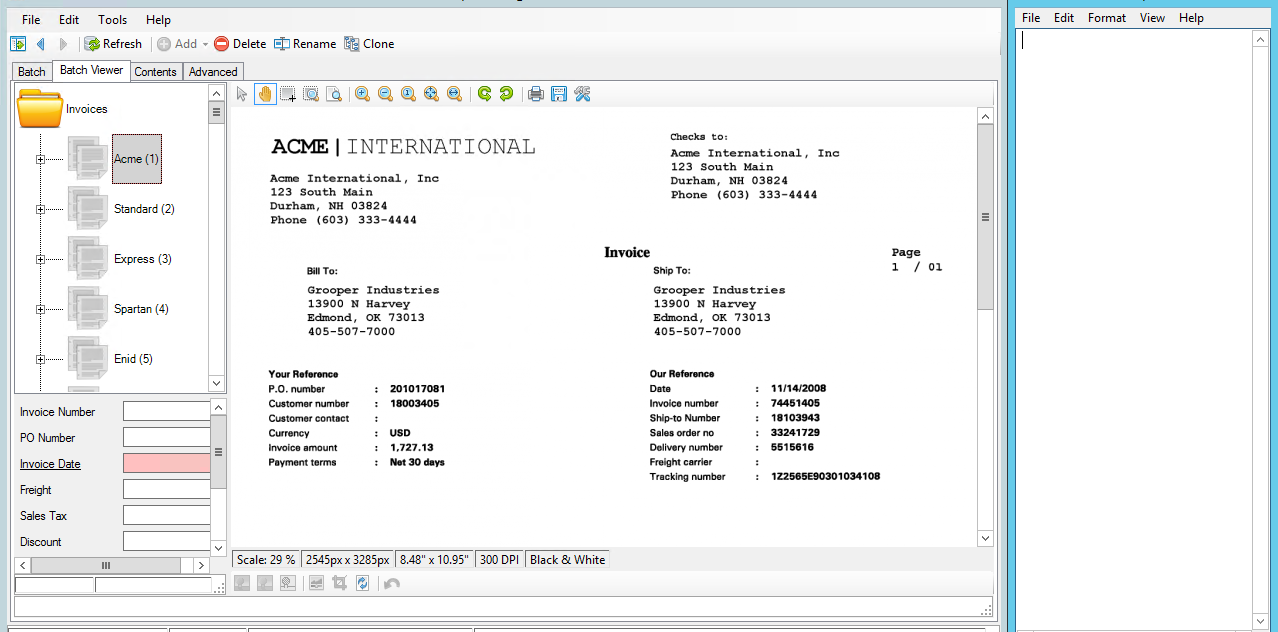 File Edit Tools Help
Refresh Add Delete Rename Clone
Batch Batch Viewer Contents Advanced
Invoices
Acme (1)
Standard (2)
Express (3)
Spartan (4)
Enid (5)
Invoice Number
PO Number
Invoice Date
Freight
Sales Tax
Discount
ACME | INTERNATIONAL
Acme International, Inc
123 South Main
Durham, NH 03824
Phone (603) 333-4444
Checks to:
Acme International, Inc
123 South Main
Durham, NH 03824
Phone (603) 333-4444
Invoice
Page
1 / 01
Bill To:
Grooper Industries
13900 N Harvey
Edmond, OK 73013
405-507-7000
Ship To:
Grooper Industries
13900 N Harvey
Edmond, OK 73013
405-507-7000
Your Reference
P.O. number : 201017081
Customer number : 18003405
Customer contact :
Currency : USD
Invoice amount : 1,727.13
Payment terms : Net 30 days
Our Reference
Date : 11/14/2008
Invoice number : 74451405
Ship-to Number : 18103943
Sales order no : 33241729
Delivery number : 5515616
Freight carrier :
Tracking number : 1Z2565E90301034108
Scale: 29 % 2545px x 3285px 8.48" x 10.95" 300 DPI Black & White
File Edit Format View Help